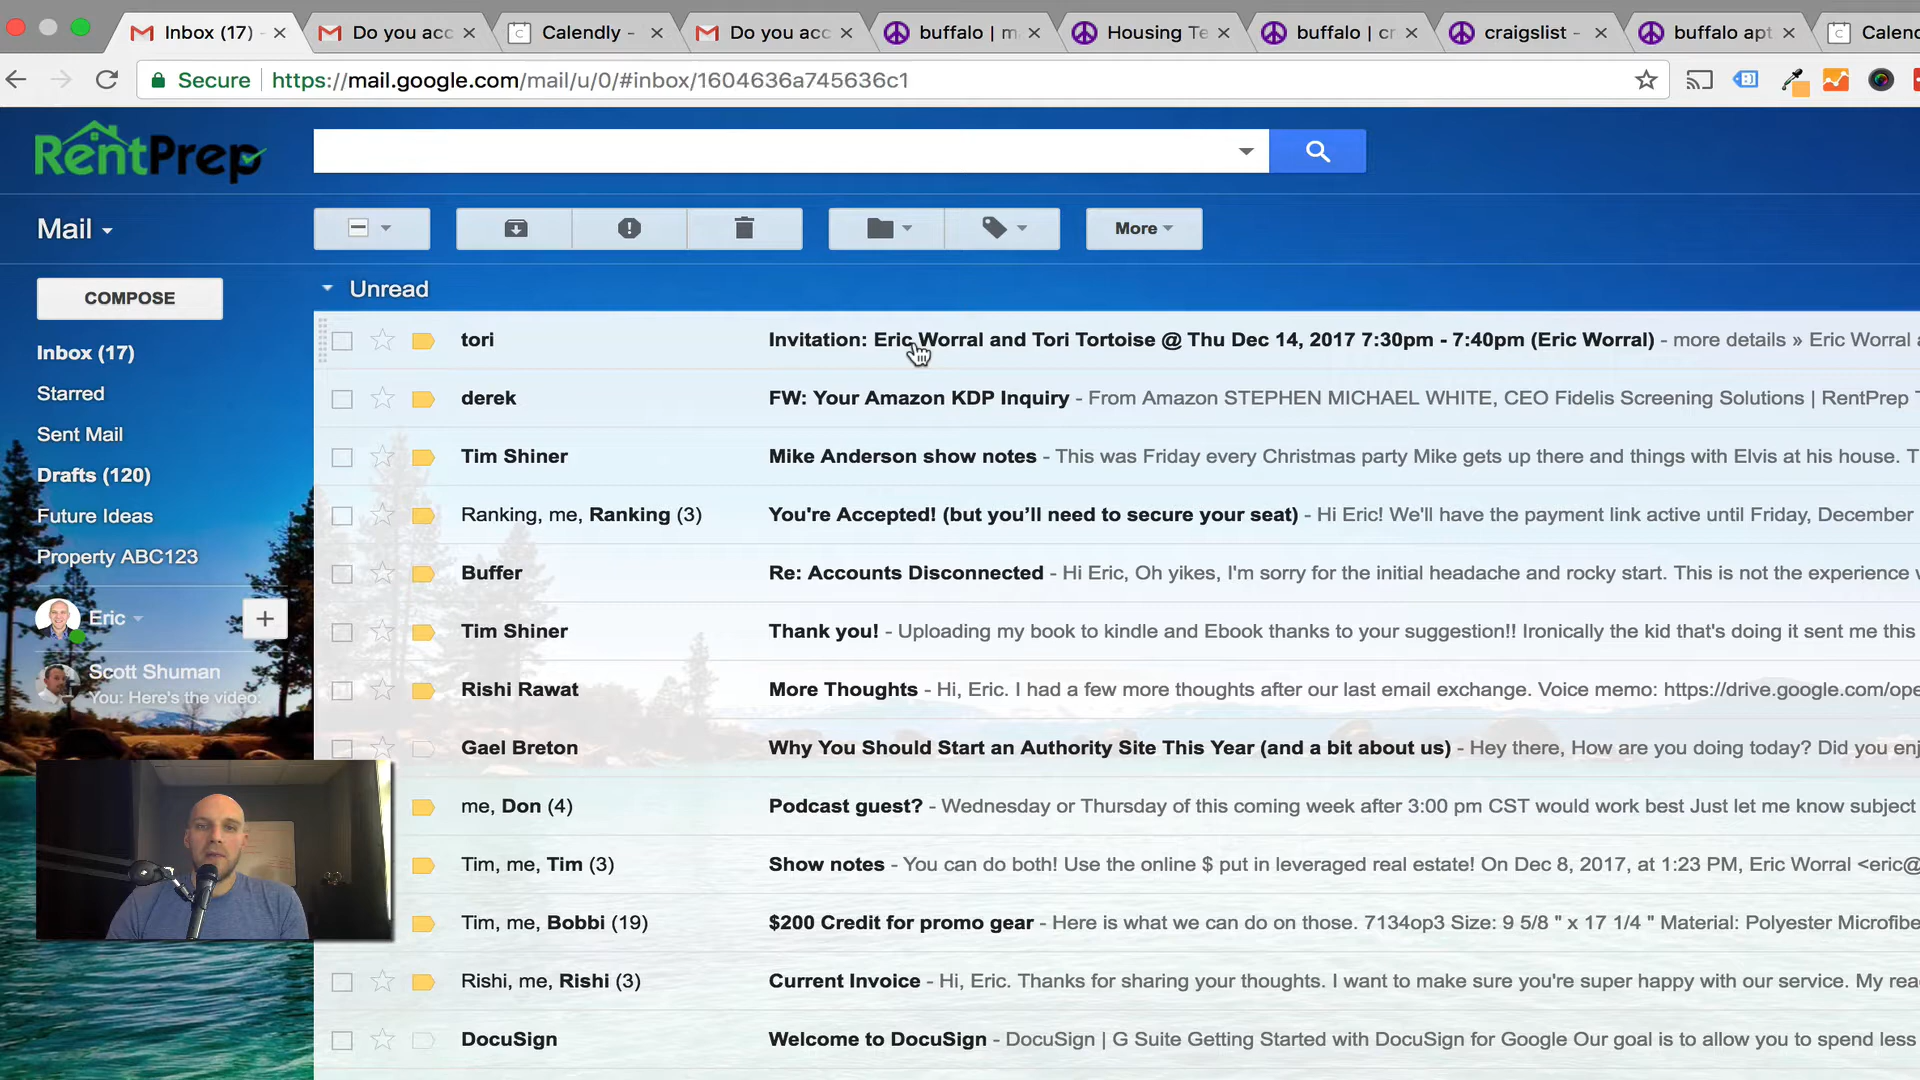 Inbox (17) -
Do you acc
Calendly -
Do you acc
buffalo | m
Housing Te
buffalo | cr
craigslist -
buffalo apt
Calenc
Secure
https://mail.google.com/mail/u/0/#inbox/1604636a745636c1
RentPrep
Mail
More
COMPOSE
Unread
Inbox (17)
Starred
Sent Mail
Drafts (120)
Future Ideas
Property ABC123
Eric
Scott Shuman
You: Here's the video:
tori Invitation: Eric Worral and Tori Tortoise @ Thu Dec 14, 2017 7:30pm - 7:40pm (Eric Worral) - more details » Eric Worral a
derek FW: Your Amazon KDP Inquiry - From Amazon STEPHEN MICHAEL WHITE, CEO Fidelis Screening Solutions | RentPrep T
Tim Shiner Mike Anderson show notes - This was Friday every Christmas party Mike gets up there and things with Elvis at his house. T
Ranking, me, Ranking (3) You're Accepted! (but you’ll need to secure your seat) - Hi Eric! We'll have the payment link active until Friday, December
Buffer Re: Accounts Disconnected - Hi Eric, Oh yikes, I'm sorry for the initial headache and rocky start. This is not the experience w
Tim Shiner Thank you! - Uploading my book to kindle and Ebook thanks to your suggestion!! Ironically the kid that's doing it sent me this
Rishi Rawat More Thoughts - Hi, Eric. I had a few more thoughts after our last email exchange. Voice memo: https://drive.google.com/ope
Gael Breton Why You Should Start an Authority Site This Year (and a bit about us) - Hey there, How are you doing today? Did you enj
me, Don (4) Podcast guest? - Wednesday or Thursday of this coming week after 3:00 pm CST would work best Just let me know subject
Tim, me, Tim (3) Show notes - You can do both! Use the online $ put in leveraged real estate! On Dec 8, 2017, at 1:23 PM, Eric Worral <eric@
Tim, me, Bobbi (19) $200 Credit for promo gear - Here is what we can do on those. 7134op3 Size: 9 5/8 " x 17 1/4 " Material: Polyester Microfibe
Rishi, me, Rishi (3) Current Invoice - Hi, Eric. Thanks for sharing your thoughts. I want to make sure you're super happy with our service. My rea
DocuSign Welcome to DocuSign - DocuSign | G Suite Getting Started with DocuSign for Google Our goal is to allow you to spend less